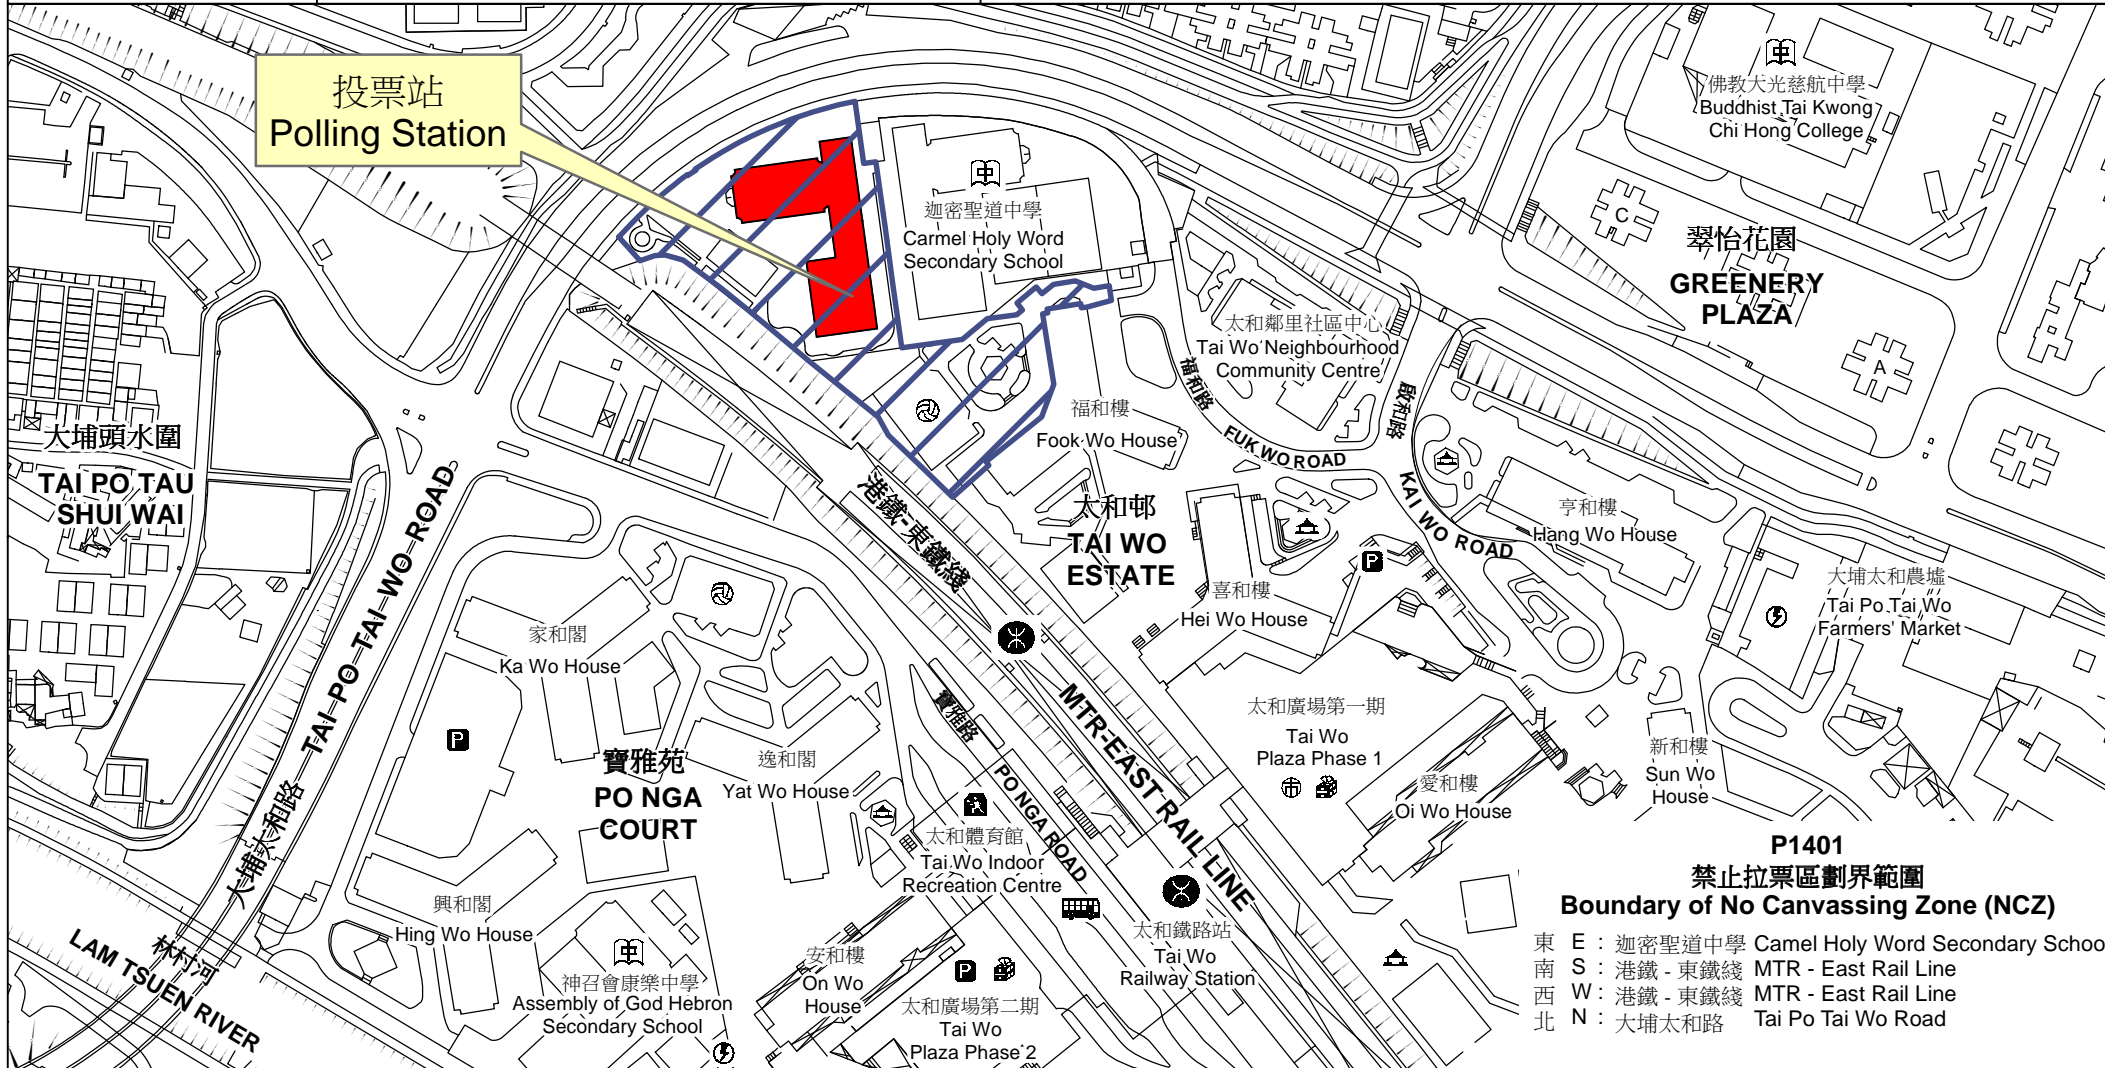 投票站
Polling Station
佛教大光慈航中學
Buddhist Tai Kwong
Chi Hong College
迦密聖道中學
Carmel Holy Word
Secondary School
C
翠怡花園
GREENERY
PLAZA
A
太和鄰里社區中心
Tai Wo Neighbourhood
Community Centre
福和路
FUK WO ROAD
啟和路
KAI WO ROAD
福和樓
Fook Wo House
大埔頭水圍
TAI PO TAU
SHUI WAI
太和邨
TAI WO
ESTATE
亨和樓
Hang Wo House
港鐵-東鐵綫
MTR-EAST RAIL LINE
大埔太和路
TAI PO TAI WO ROAD
P
喜和樓
Hei Wo House
大埔太和農墟
Tai Po Tai Wo
Farmers' Market
家和閣
Ka Wo House
寶雅路
PO NGA ROAD
太和廣場第一期
Tai Wo
Plaza Phase 1
市
P
寶雅苑
PO NGA
COURT
逸和閣
Yat Wo House
愛和樓
Oi Wo House
新和樓
Sun Wo
House
太和體育館
Tai Wo Indoor
Recreation Centre
興和閣
Hing Wo House
林村河
LAM TSUEN RIVER
中
神召會康樂中學
Assembly of God Hebron
Secondary School
安和樓
On Wo
House
P
太和廣場第二期
Tai Wo
Plaza Phase 2
太和鐵路站
Tai Wo
Railway Station
P1401
禁止拉票區劃界範圍
Boundary of No Canvassing Zone (NCZ)
東 E : 迦密聖道中學 Camel Holy Word Secondary Schoo
南 S : 港鐵 - 東鐵綫 MTR - East Rail Line
西 W : 港鐵 - 東鐵綫 MTR - East Rail Line
北 N : 大埔太和路 Tai Po Tai Wo Road